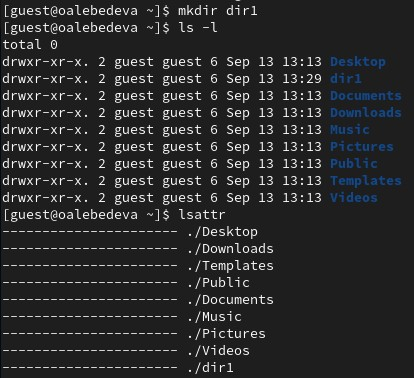 [guest@oalebedeva ~]$ mkdir dir1
[guest@oalebedeva ~]$ ls -l
total 0
drwxr-xr-x. 2 guest guest 6 Sep 13 13:13 Desktop
drwxr-xr-x. 2 guest guest 6 Sep 13 13:29 dir1
drwxr-xr-x. 2 guest guest 6 Sep 13 13:13 Documents
drwxr-xr-x. 2 guest guest 6 Sep 13 13:13 Downloads
drwxr-xr-x. 2 guest guest 6 Sep 13 13:13 Music
drwxr-xr-x. 2 guest guest 6 Sep 13 13:13 Pictures
drwxr-xr-x. 2 guest guest 6 Sep 13 13:13 Public
drwxr-xr-x. 2 guest guest 6 Sep 13 13:13 Templates
drwxr-xr-x. 2 guest guest 6 Sep 13 13:13 Videos
[guest@oalebedeva ~]$ lsattr
---------------------- ./Desktop
---------------------- ./Downloads
---------------------- ./Templates
---------------------- ./Public
---------------------- ./Documents
---------------------- ./Music
---------------------- ./Pictures
---------------------- ./Videos
---------------------- ./dir1